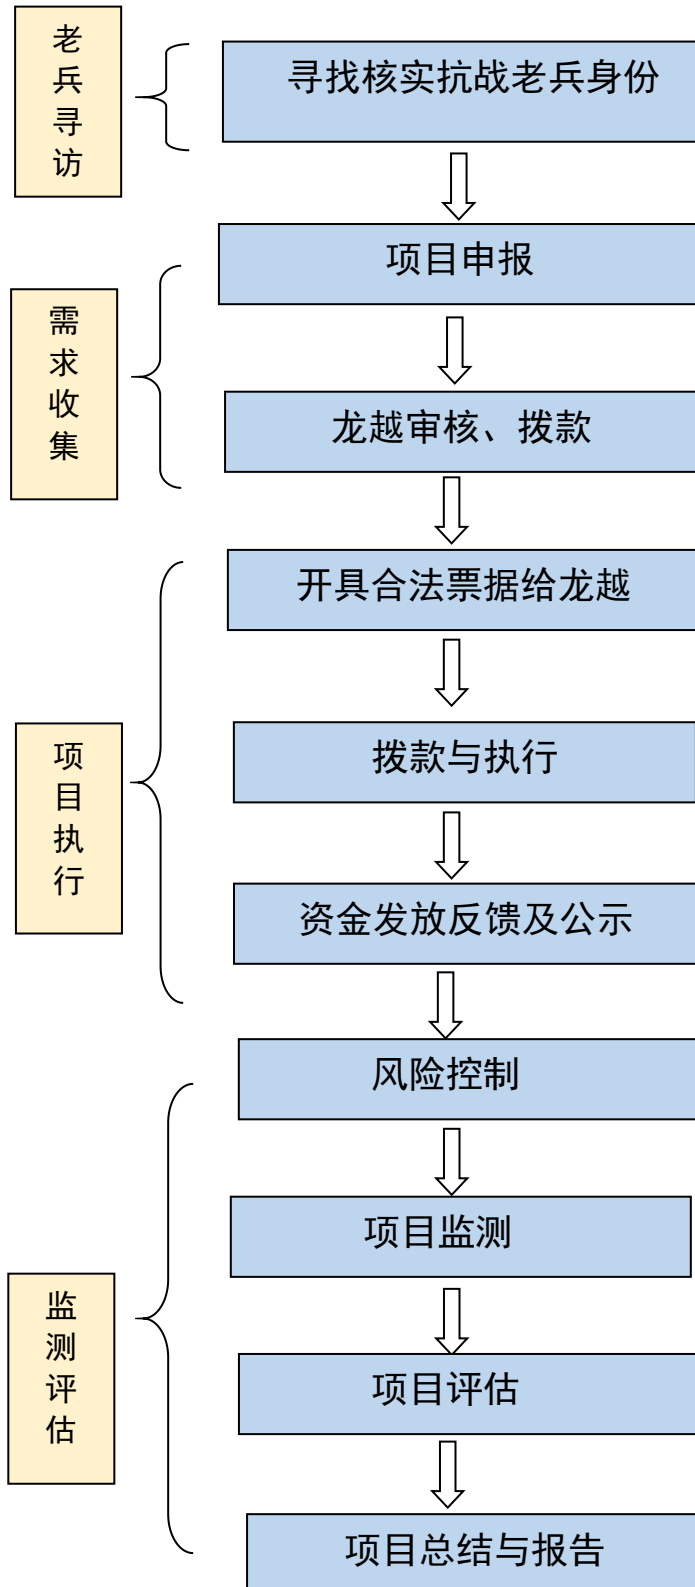 老兵寻访
寻找核实抗战老兵身份
项目申报
需求收集
龙越审核、拨款
开具合法票据给龙越
项目执行
拨款与执行
资金发放反馈及公示
风险控制
项目监测
监测评估
项目评估
项目总结与报告